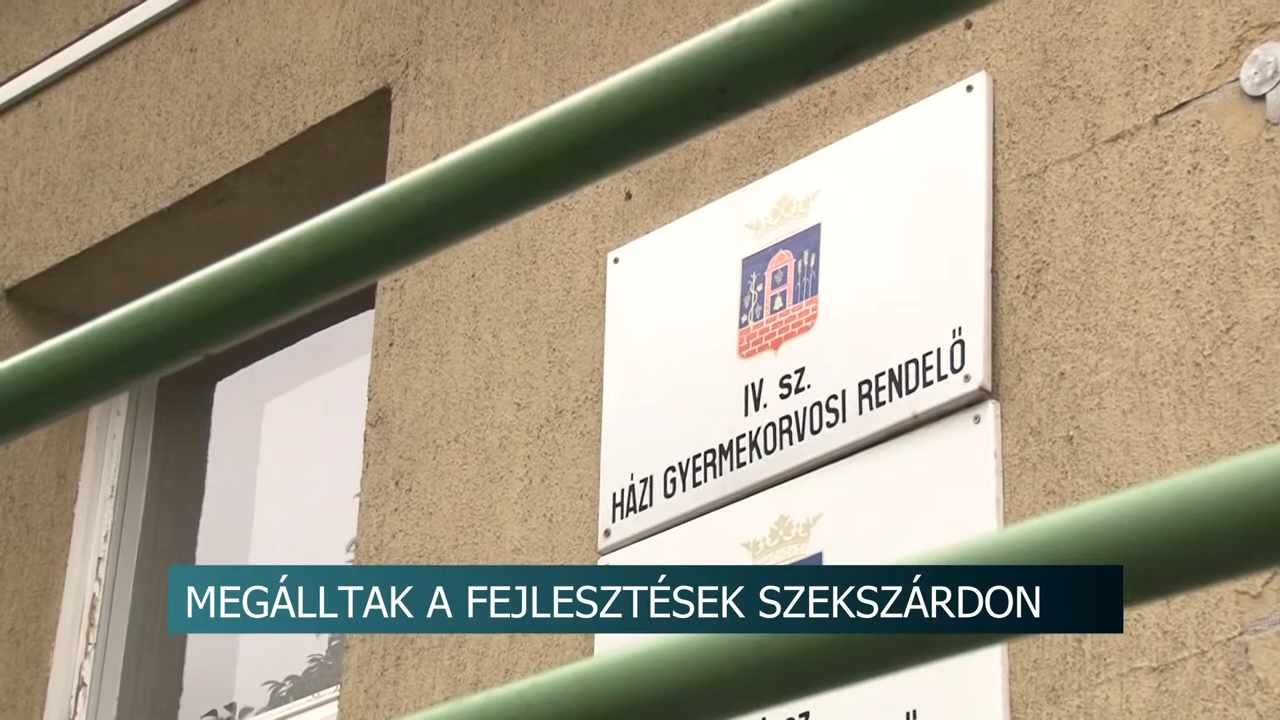 IV. SZ.
HÁZI GYERMEKORVOSI RENDELŐ
MEGÁLLTAK A FEJLESZTÉSEK SZEKSZÁRDON